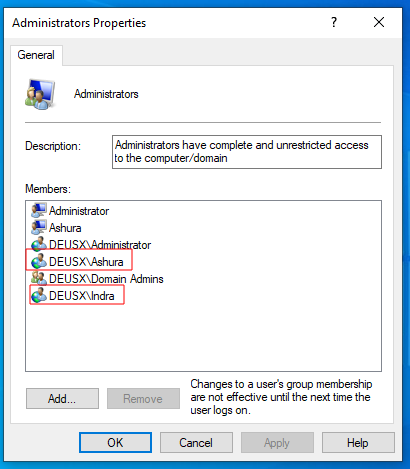 Administrators Properties
?
General
Administrators
Description:
Administrators have complete and unrestricted access
to the computer/domain
Members:
Administrator
Ashura
DEUSX\Administrator
DEUSX\Ashura
DEUSX\Domain Admins
DEUSX\Indra
Add...
Remove
Changes to a user's group membership
are not effective until the next time the
user logs on.
OK
Cancel
Apply
Help